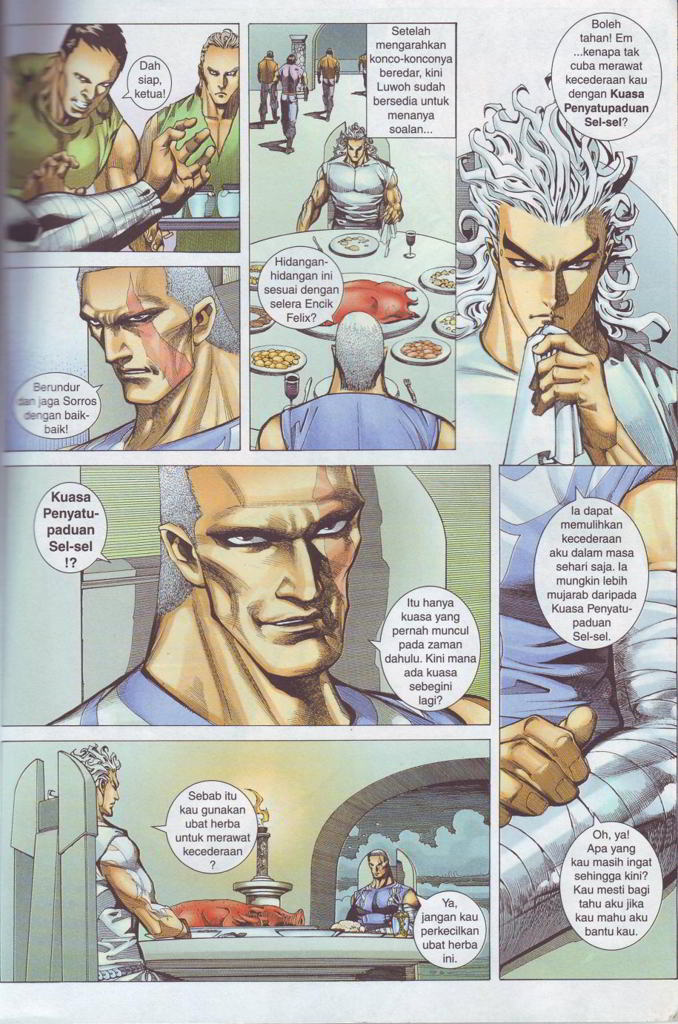 Dah
siap,
ketua!
Berundur
dan jaga Sorros
dengan baik-
baik!
Setelah
mengarahkan
konco-konconya
beredar, kini
Luwoh sudah
bersedia untuk
menanya
soalan...
Hidangan-
hidangan ini
sesuai dengan
selera Encik
Felix?
Boleh
tahan! Em
...kenapa tak
cuba merawat
kecederaan kau
dengan Kuasa
Penyatupaduan
Sel-sel?
Kuasa
Penyatu-
paduan
Sel-sel
!?
Itu hanya
kuasa yang
pernah muncul
pada zaman
dahulu. Kini mana
ada kuasa
sebegini
lagi?
Sebab itu
kau gunakan
ubat herba
untuk merawat
kecederaan
?
Ya,
jangan kau
perkecilkan
ubat herba
ini.
Ia dapat
memulihkan
kecederaan
aku dalam masa
sehari saja. Ia
mungkin lebih
mujarab daripada
Kuasa Penyatu-
paduan
Sel-sel.
Oh, ya!
Apa yang
kau masih ingat
sehingga kini?
Kau mesti bagi
tahu aku jika
kau mahu aku
bantu kau.